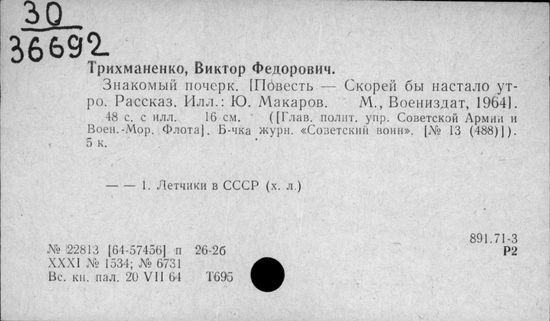 30
36692
Трихманенко, Виктор Федорович.
Знакомый почерк. [Повесть — Скорей бы настало ут-
ро. Рассказ. Илл.: Ю. Макаров. М., Воениздат, 1964].
48 с. с илл. 16 см. ([Глав. полит. упр. Советской Армии и
Воен.-Мор. Флота]. Б-чка журн. «Советский воин». [№ 13 (488)]).
5 к.
— — 1. Летчики в СССР (х. л.)
891.71-3
Р2
№ 22813 [64-57456] п 26-2б
XXXI № 1534; № 6731
Вс. кн. пал. 20 VII 64 Т695